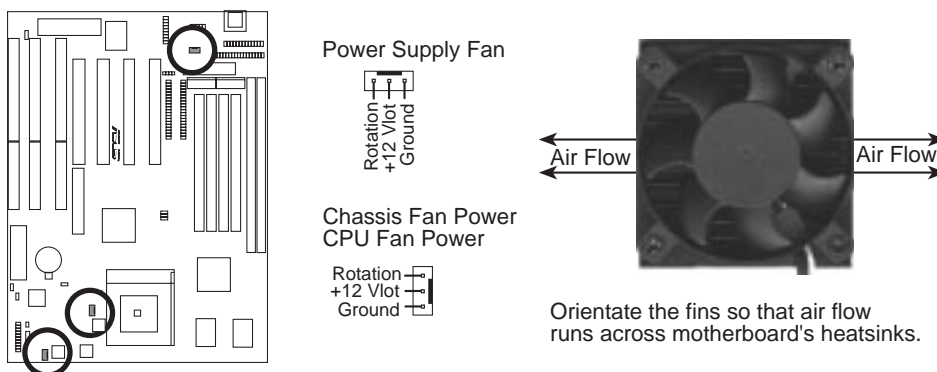 Power Supply Fan
Rotation
+12 Vlot
Ground
Chassis Fan Power
CPU Fan Power
Rotation
+12 Vlot
Ground
Air Flow
Air Flow
Orientate the fins so that air flow
runs across motherboard's heatsinks.